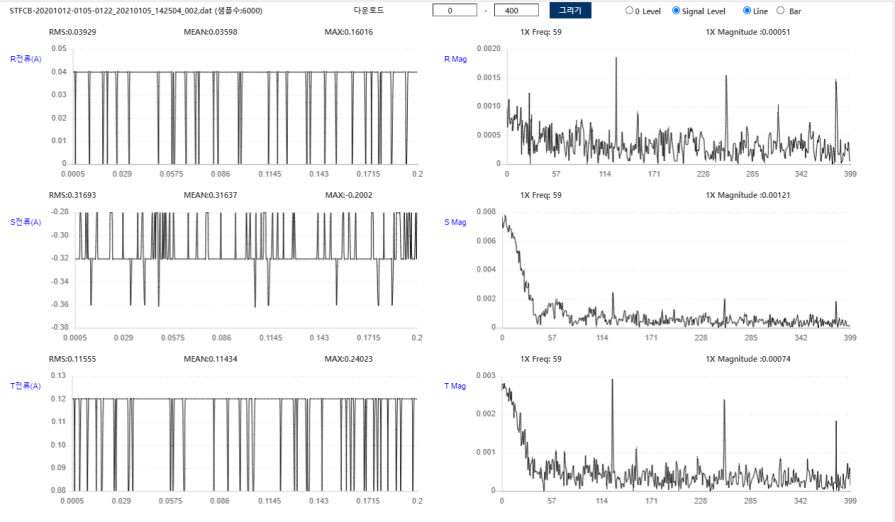 STFCB-20201012-0105-0122_20210105_142504_002.dat (샘플수:6000) 다운로드 0 - 400 그리기 0 Level Signal Level Line Bar
RMS:0.03929 MEAN:0.03598 MAX:0.16016 1X Freq: 59 1X Magnitude :0.00051
R전류(A)
0.05
0.04
0.03
0.02
0.01
0
0.0005 0.029 0.0575 0.086 0.1145 0.143 0.1715 0.2
R Mag
0.0020
0.0015
0.0010
0.0005
0
0 57 114 171 228 285 342 399
RMS:0.31693 MEAN:0.31637 MAX:-0.2002 1X Freq: 59 1X Magnitude :0.00121
S전류(A)
-0.28
-0.30
-0.32
-0.34
-0.36
-0.38
0.0005 0.029 0.0575 0.086 0.1145 0.143 0.1715 0.2
S Mag
0.008
0.006
0.004
0.002
0
0 57 114 171 228 285 342 399
RMS:0.11555 MEAN:0.11434 MAX:0.24023 1X Freq: 59 1X Magnitude :0.00074
T전류(A)
0.13
0.12
0.11
0.10
0.09
0.08
0.0005 0.029 0.0575 0.086 0.1145 0.143 0.1715 0.2
T Mag
0.003
0.002
0.001
0
0 57 114 171 228 285 342 399